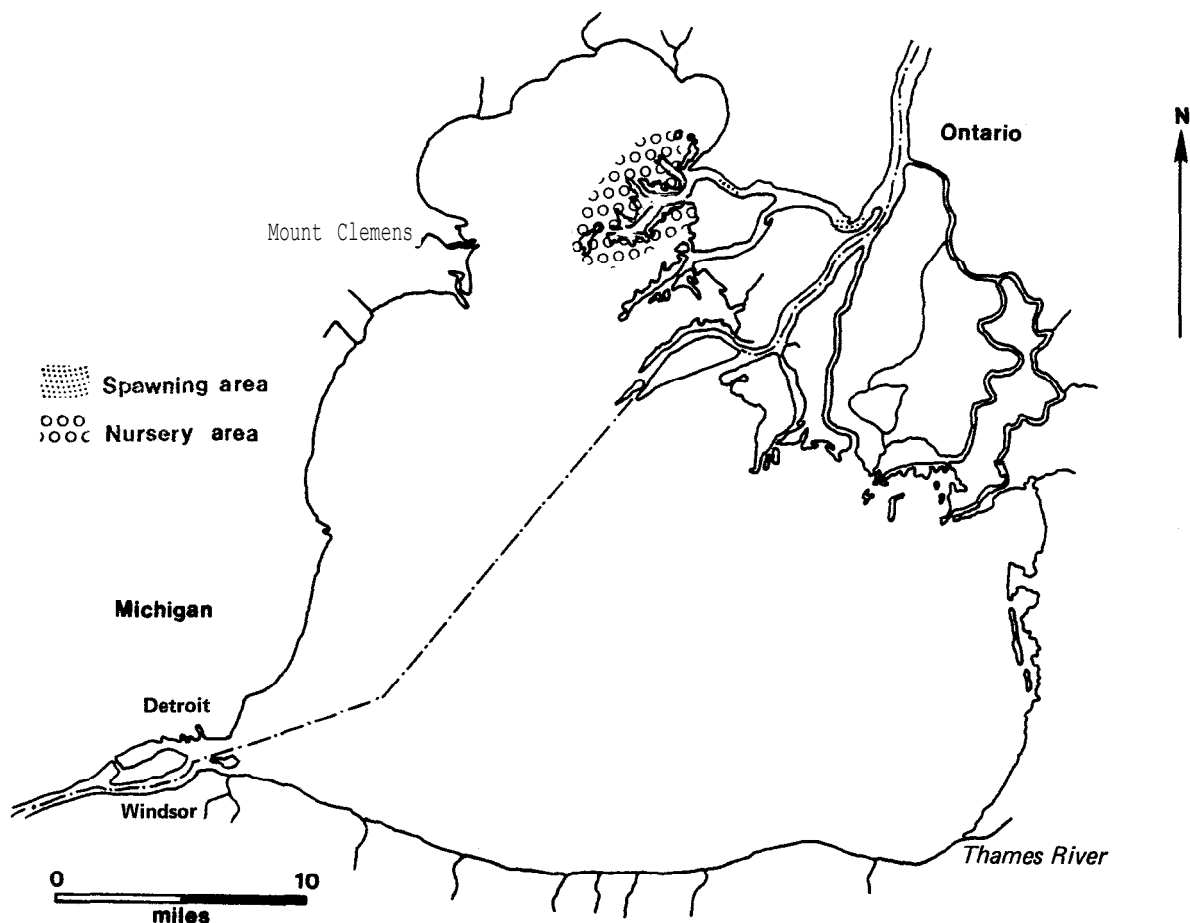 N
Ontario
Mount Clemens
Spawning area
Nursery area
Michigan
Detroit
Windsor
Thames River
0 10
miles